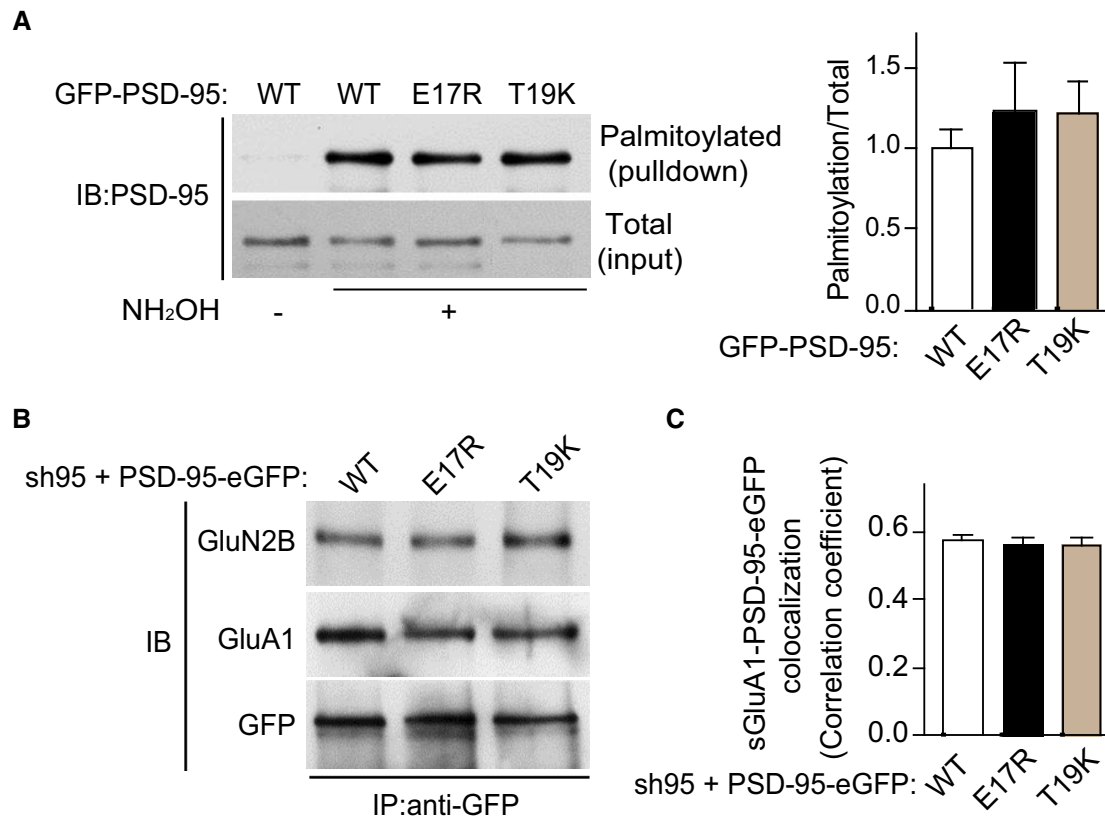 A
GFP-PSD-95: WT WT E17R T19K
IB:PSD-95
Palmitoylated
(pulldown)
Total
(input)
NH₂OH - +
Palmitoylation/Total
1.5
1.0
0.5
0.0
GFP-PSD-95: WT E17R T19K
B
sh95 + PSD-95-eGFP: WT E17R T19K
IB
GluN2B
GluA1
GFP
IP:anti-GFP
C
sGluA1-PSD-95-eGFP
colocalization
(Correlation coefficient)
0.6
0.4
0.2
0.0
sh95 + PSD-95-eGFP: WT E17R T19K